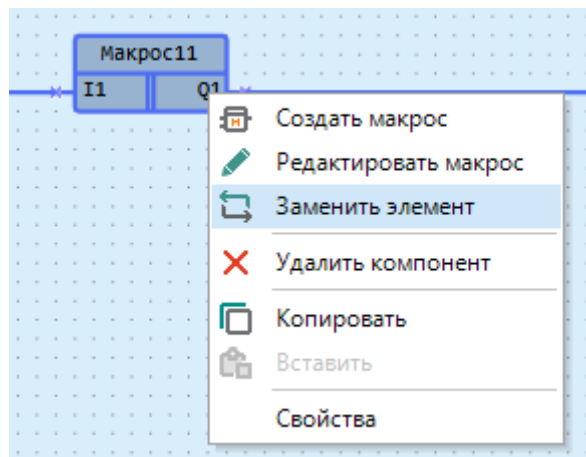 Макрос11
I1 Q1
Создать макрос
Редактировать макрос
Заменить элемент
Удалить компонент
Копировать
Вставить
Свойства